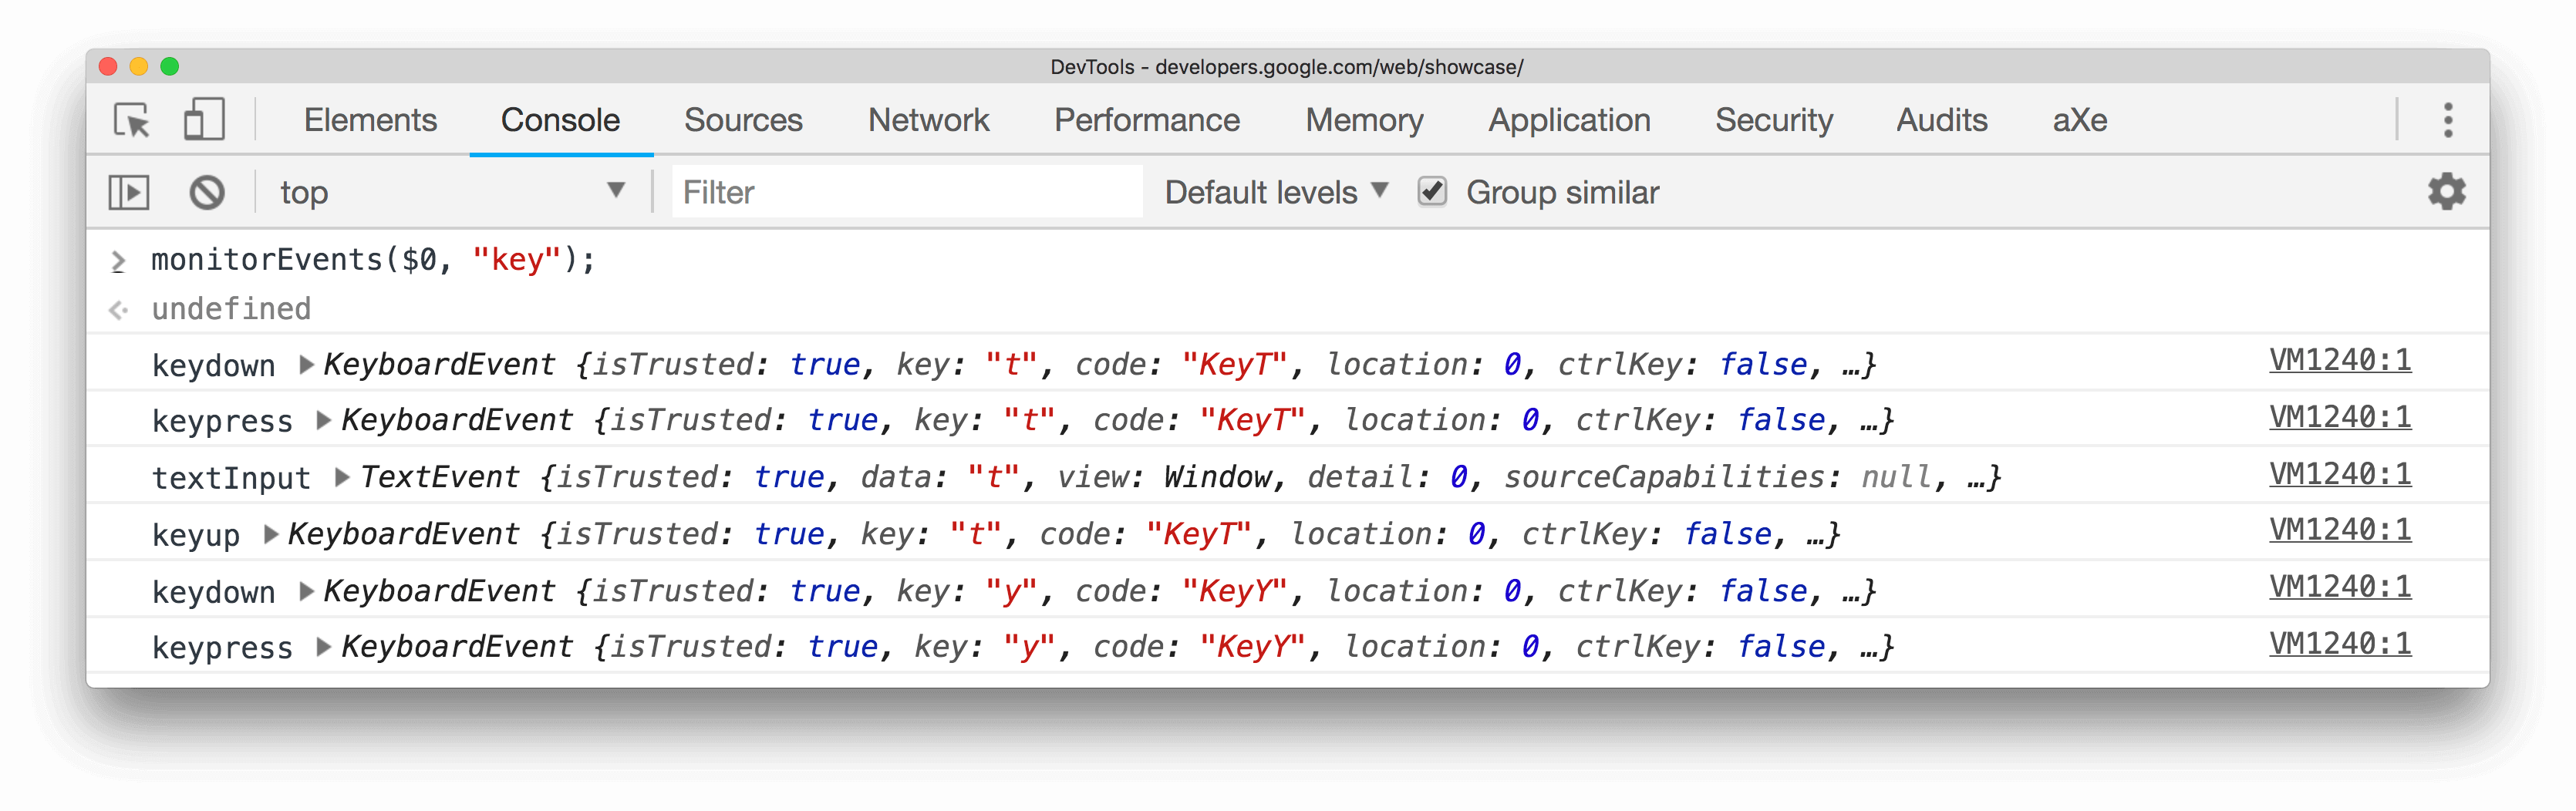 DevTools - developers.google.com/web/showcase/
Elements Console Sources Network Performance Memory Application Security Audits aXe
top Filter Default levels Group similar
monitorEvents($0, "key");
undefined
keydown KeyboardEvent {isTrusted: true, key: "t", code: "KeyT", location: 0, ctrlKey: false, …} VM1240:1
keypress KeyboardEvent {isTrusted: true, key: "t", code: "KeyT", location: 0, ctrlKey: false, …} VM1240:1
textInput TextEvent {isTrusted: true, data: "t", view: Window, detail: 0, sourceCapabilities: null, …} VM1240:1
keyup KeyboardEvent {isTrusted: true, key: "t", code: "KeyT", location: 0, ctrlKey: false, …} VM1240:1
keydown KeyboardEvent {isTrusted: true, key: "y", code: "KeyY", location: 0, ctrlKey: false, …} VM1240:1
keypress KeyboardEvent {isTrusted: true, key: "y", code: "KeyY", location: 0, ctrlKey: false, …} VM1240:1